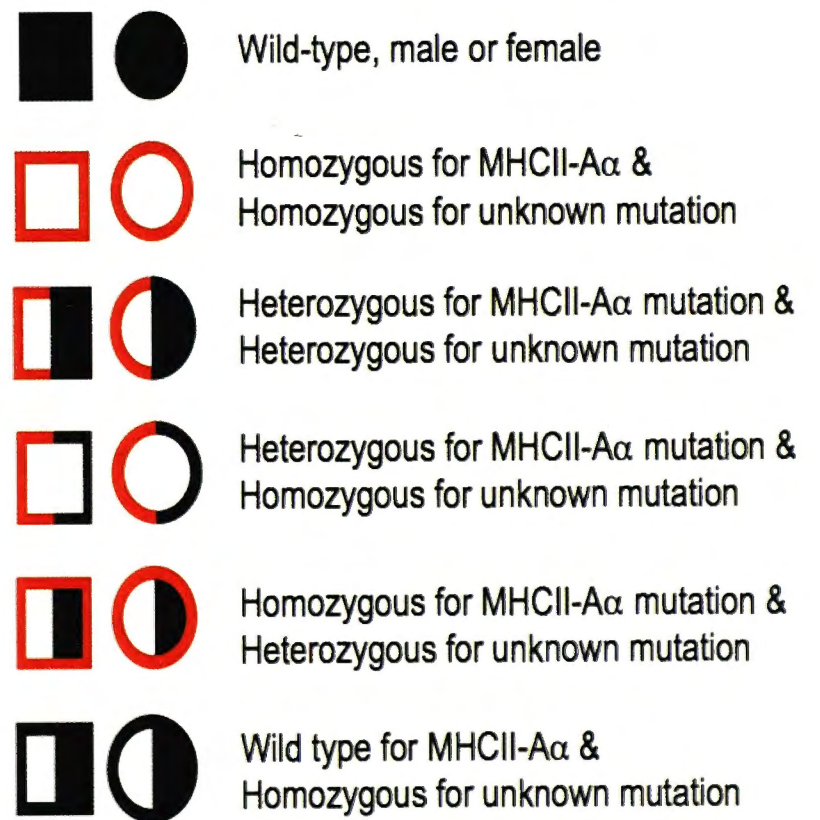 Wild-type, male or female
Homozygous for MHCII-Aα &
Homozygous for unknown mutation
Heterozygous for MHCII-Aα mutation &
Heterozygous for unknown mutation
Heterozygous for MHCII-Aα mutation &
Homozygous for unknown mutation
Homozygous for MHCII-Aα mutation &
Heterozygous for unknown mutation
Wild type for MHCII-Aα &
Homozygous for unknown mutation